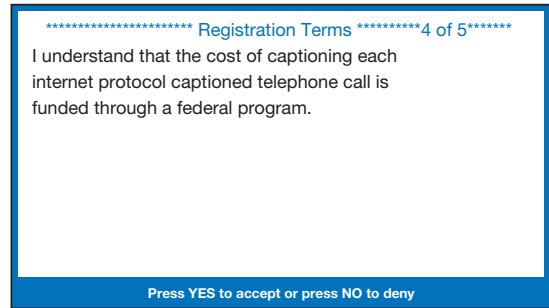 *********************** Registration Terms **********4 of 5*******
I understand that the cost of captioning each
internet protocol captioned telephone call is
funded through a federal program.
Press YES to accept or press NO to deny